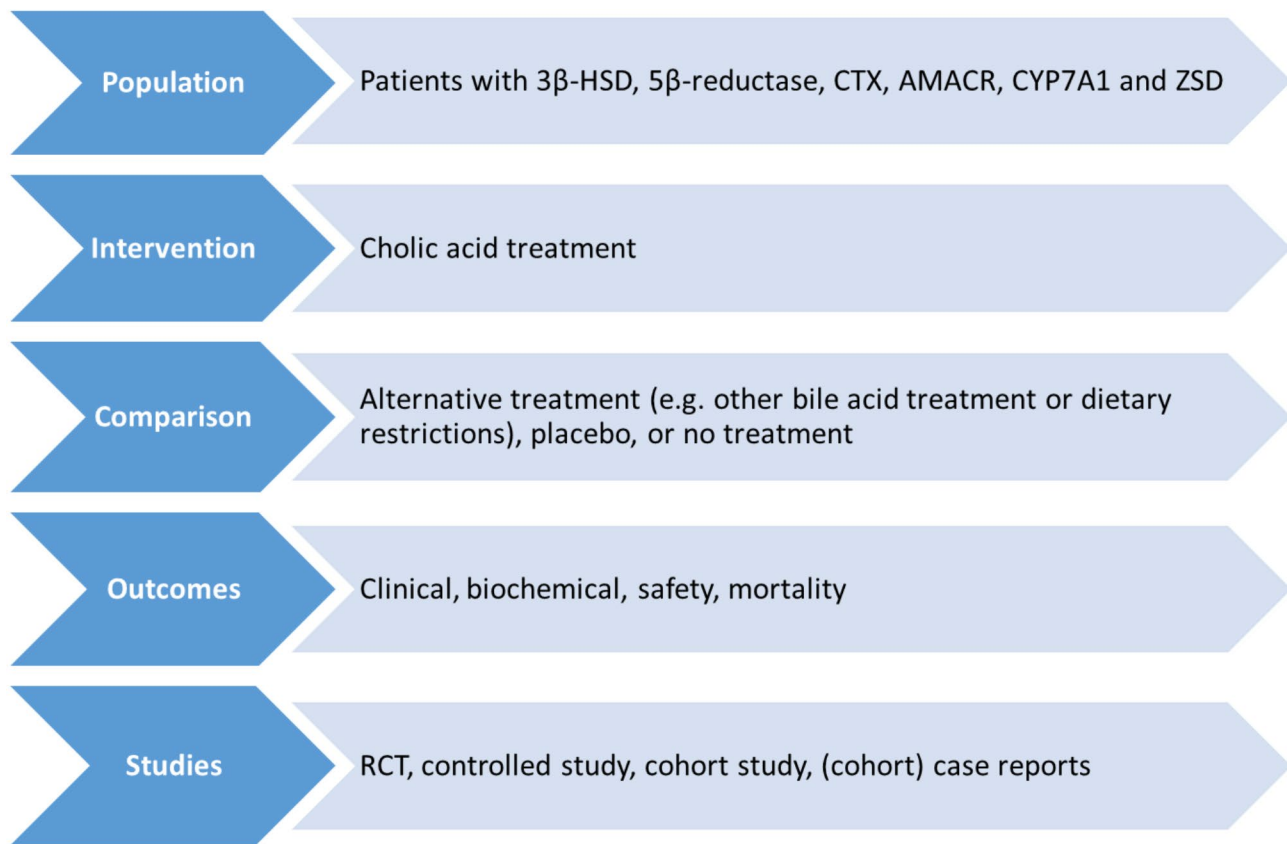 Population
Patients with 3β-HSD, 5β-reductase, CTX, AMACR, CYP7A1 and ZSD
Intervention
Cholic acid treatment
Comparison
Alternative treatment (e.g. other bile acid treatment or dietary
restrictions), placebo, or no treatment
Outcomes
Clinical, biochemical, safety, mortality
Studies
RCT, controlled study, cohort study, (cohort) case reports